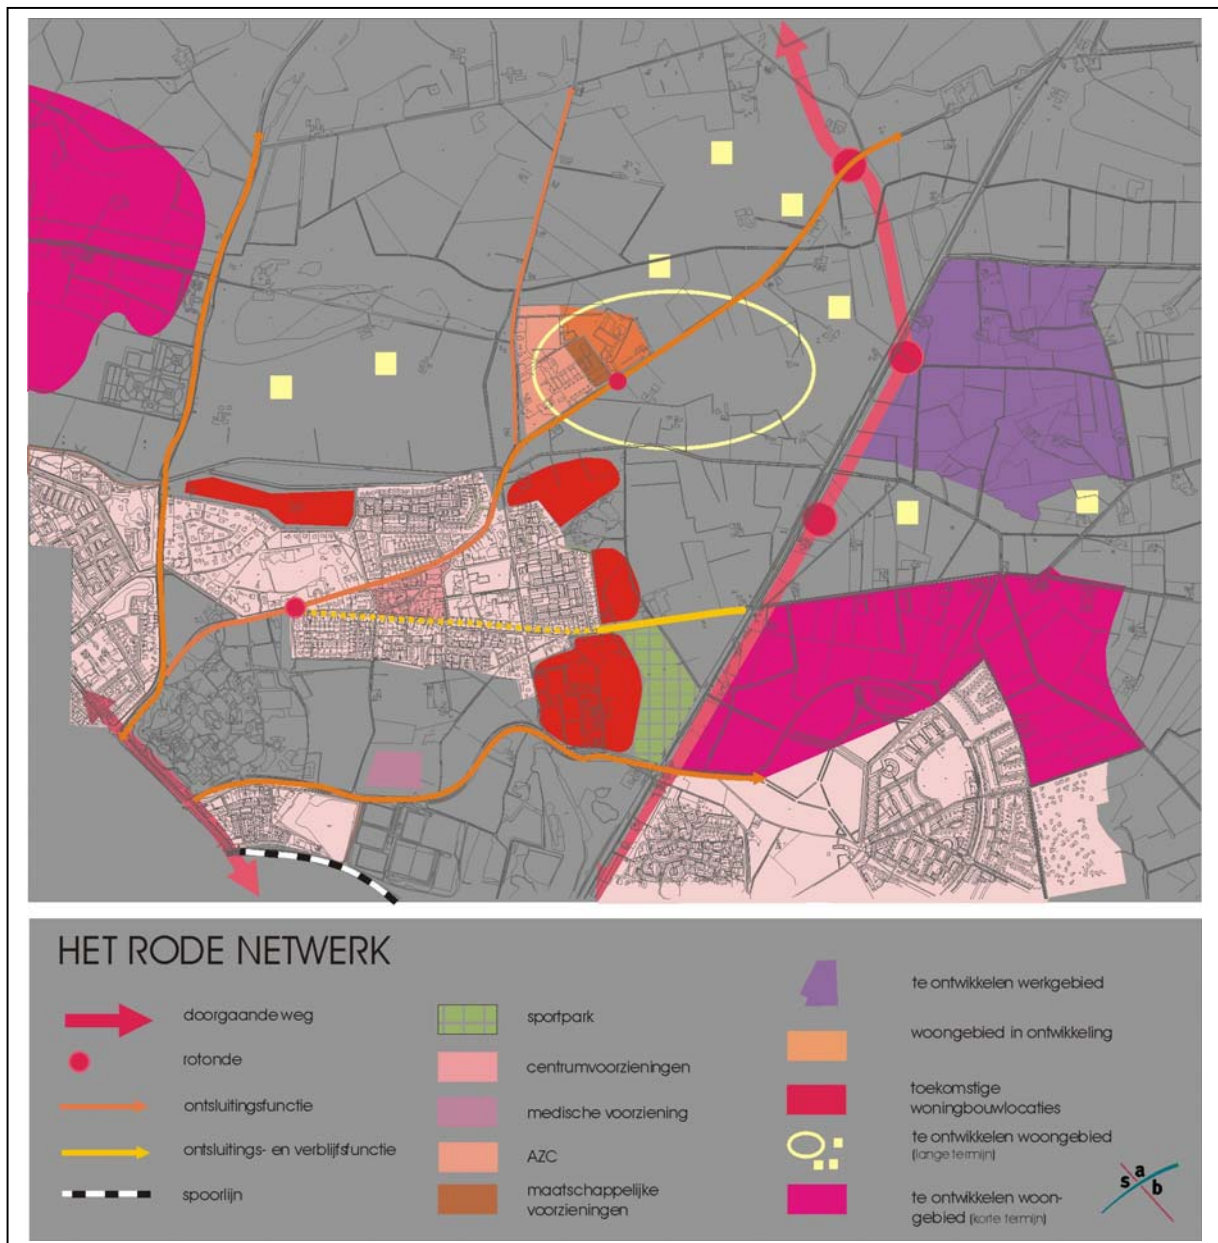 HET RODE NETWERK
doorgaande weg
rotonde
ontsluitingsfunctie
ontsluitings- en verblijfsfunctie
spoorlijn
sportpark
centrumvoorzieningen
medische voorziening
AZC
maatschappelijke
voorzieningen
te ontwikkelen werkgebied
woongebied in ontwikkeling
toekomstige
woningbouwlocaties
te ontwikkelen woongebied
(lange termijn)
te ontwikkelen woon-
gebied (korte termijn)
s a b